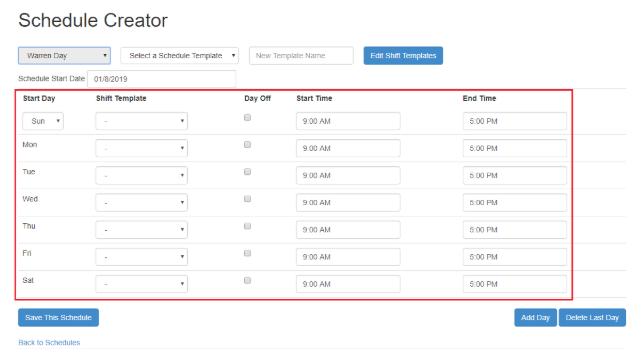 Schedule Creator
Warren Day Select a Schedule Template New Template Name Edit Shift Templates
Schedule Start Date 01/8/2019
Start Day Shift Template Day Off Start Time End Time
Sun - 9:00 AM 5:00 PM
Mon - 9:00 AM 5:00 PM
Tue - 9:00 AM 5:00 PM
Wed - 9:00 AM 5:00 PM
Thu - 9:00 AM 5:00 PM
Fri - 9:00 AM 5:00 PM
Sat - 9:00 AM 5:00 PM
Save This Schedule Add Day Delete Last Day
Back to Schedules